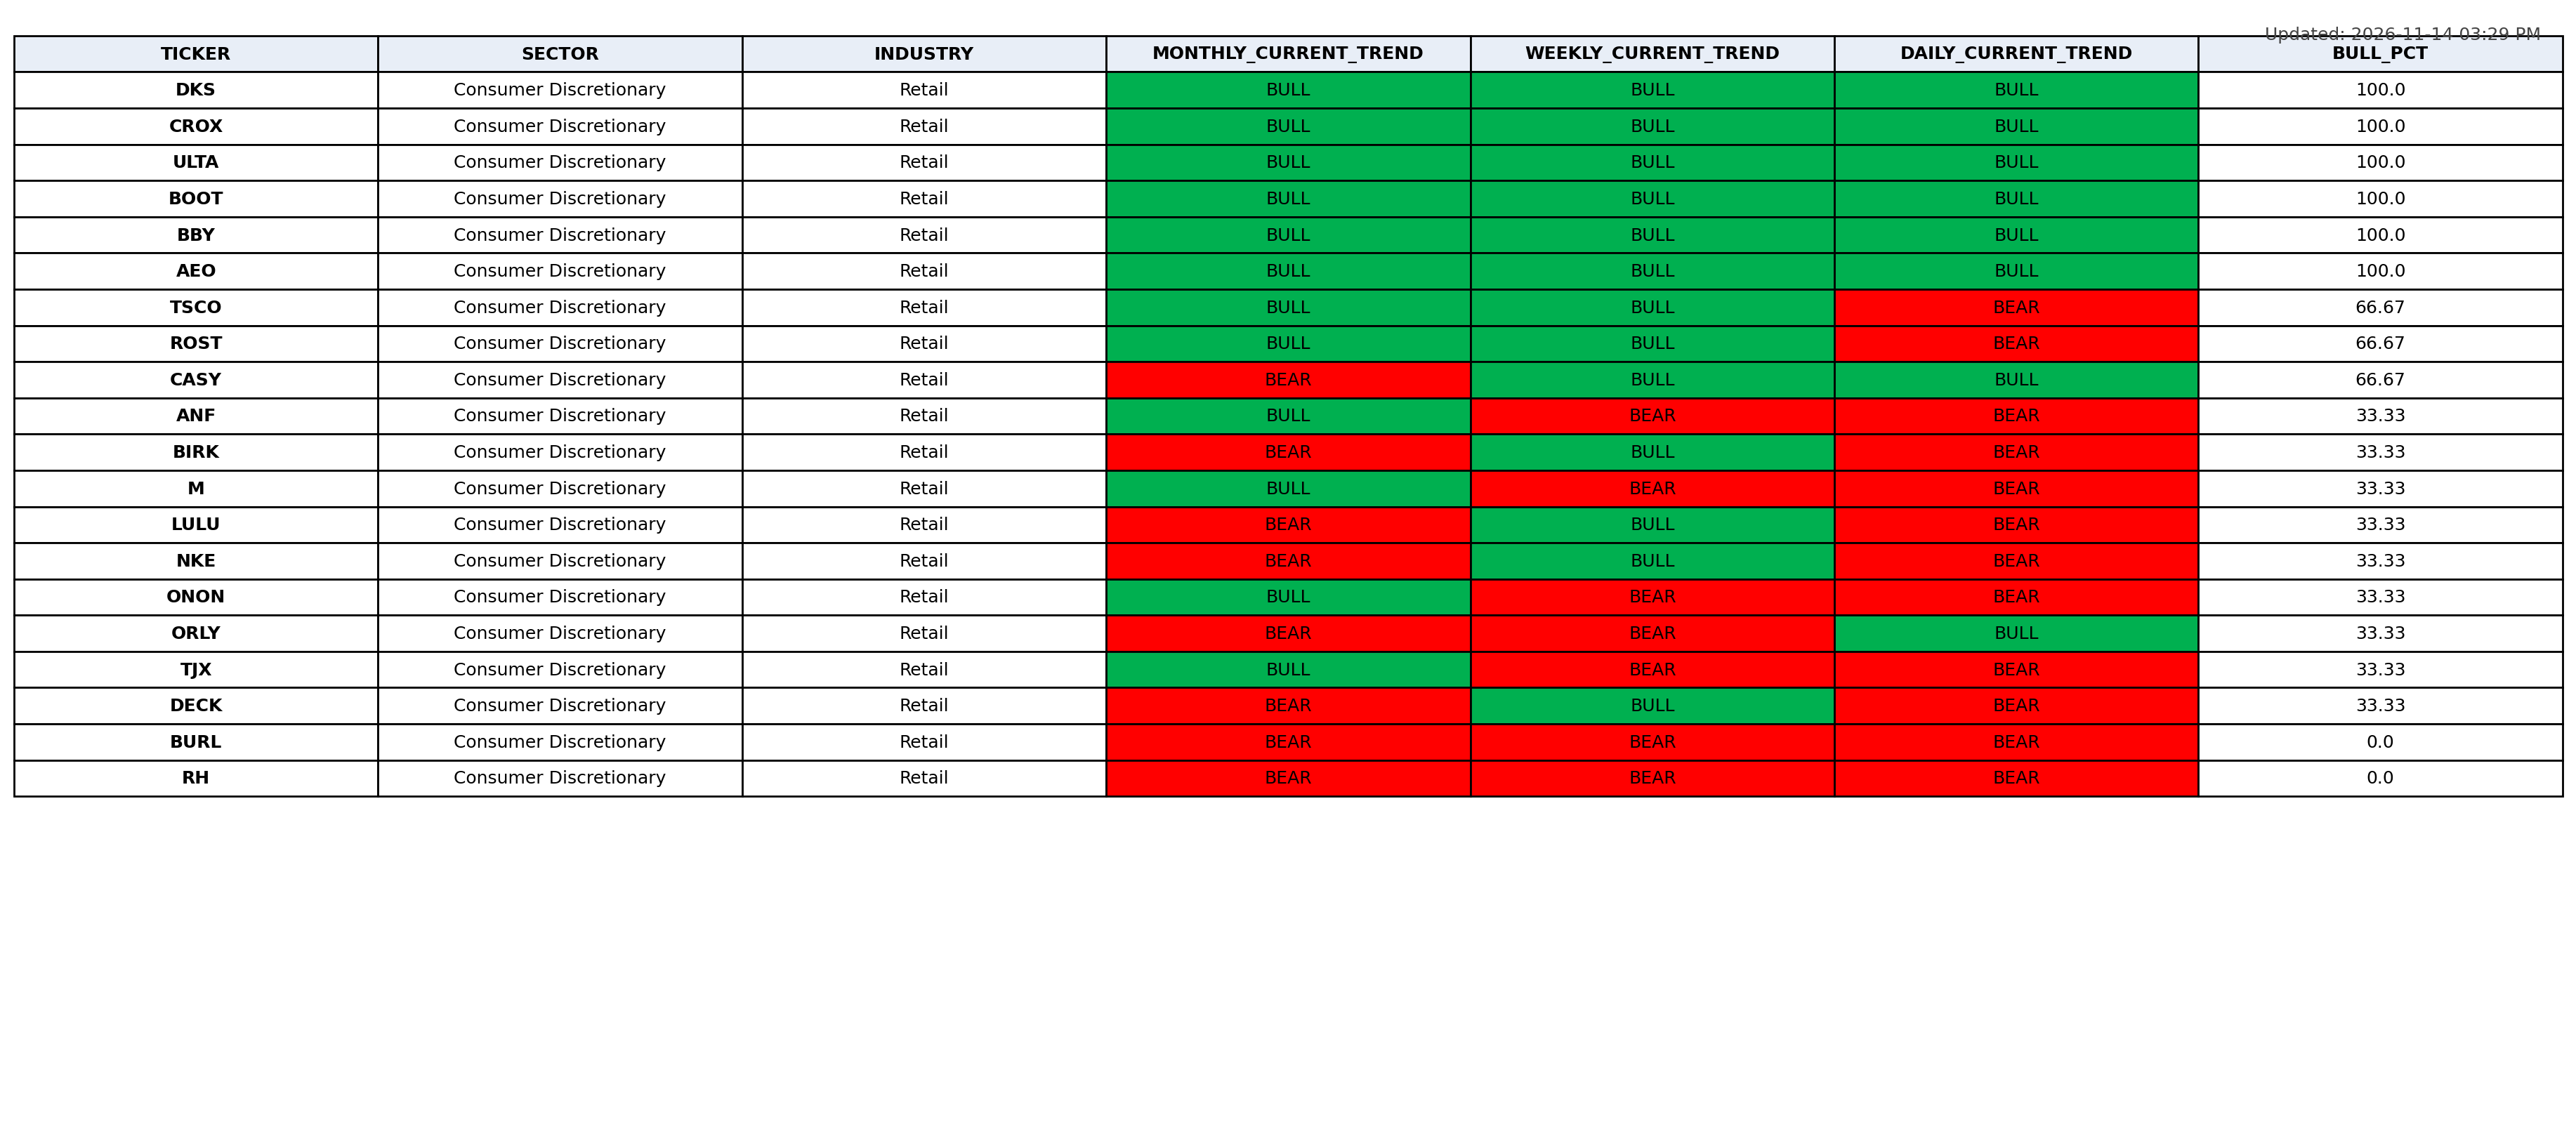 Updated: 2026-11-14 03:29 PM
TICKER SECTOR INDUSTRY MONTHLY_CURRENT_TREND WEEKLY_CURRENT_TREND DAILY_CURRENT_TREND BULL_PCT
DKS Consumer Discretionary Retail BULL BULL BULL 100.0
CROX Consumer Discretionary Retail BULL BULL BULL 100.0
ULTA Consumer Discretionary Retail BULL BULL BULL 100.0
BOOT Consumer Discretionary Retail BULL BULL BULL 100.0
BBY Consumer Discretionary Retail BULL BULL BULL 100.0
AEO Consumer Discretionary Retail BULL BULL BULL 100.0
TSCO Consumer Discretionary Retail BULL BULL BEAR 66.67
ROST Consumer Discretionary Retail BULL BULL BEAR 66.67
CASY Consumer Discretionary Retail BEAR BULL BULL 66.67
ANF Consumer Discretionary Retail BULL BEAR BEAR 33.33
BIRK Consumer Discretionary Retail BEAR BULL BEAR 33.33
M Consumer Discretionary Retail BULL BEAR BEAR 33.33
LULU Consumer Discretionary Retail BEAR BULL BEAR 33.33
NKE Consumer Discretionary Retail BEAR BULL BEAR 33.33
ONON Consumer Discretionary Retail BULL BEAR BEAR 33.33
ORLY Consumer Discretionary Retail BEAR BEAR BULL 33.33
TJX Consumer Discretionary Retail BULL BEAR BEAR 33.33
DECK Consumer Discretionary Retail BEAR BULL BEAR 33.33
BURL Consumer Discretionary Retail BEAR BEAR BEAR 0.0
RH Consumer Discretionary Retail BEAR BEAR BEAR 0.0